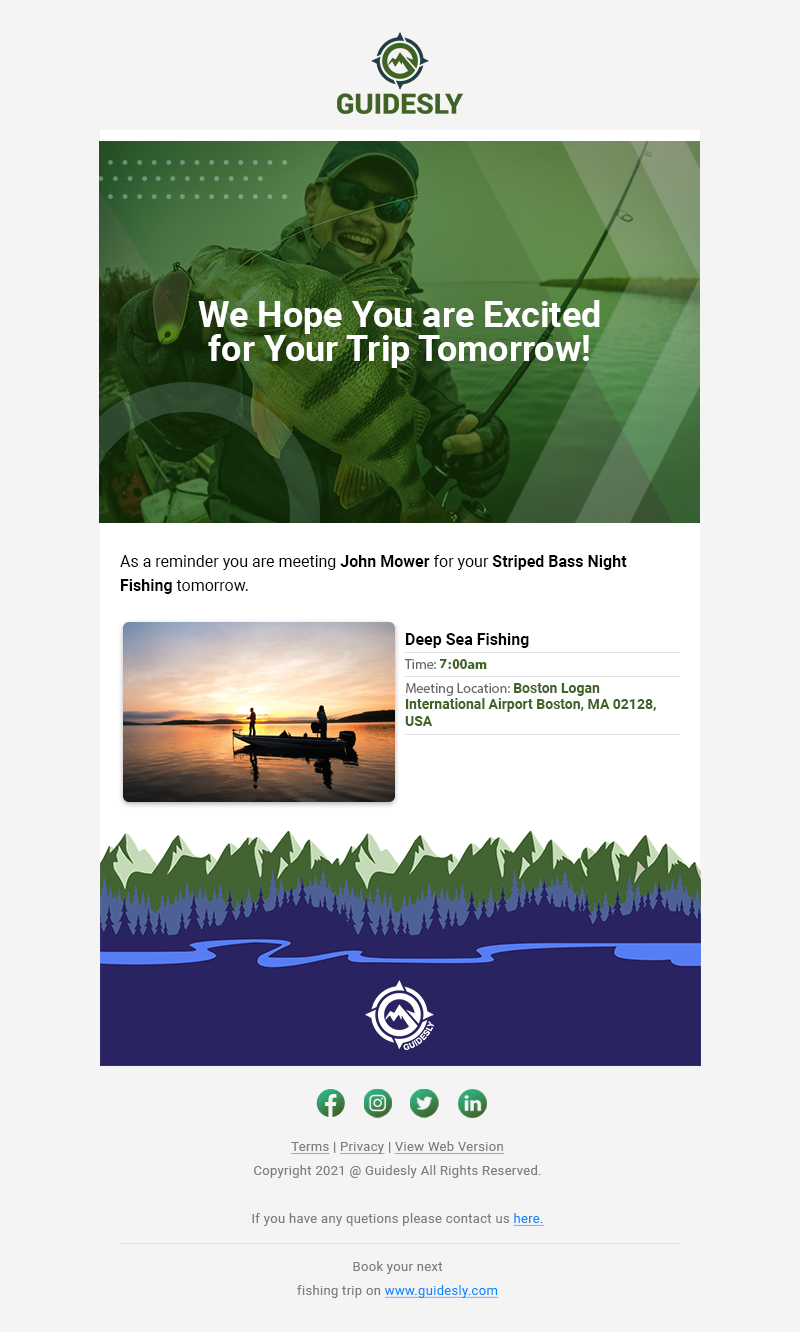 GUIDESLY
We Hope You are Excited
for Your Trip Tomorrow!
As a reminder you are meeting John Mower for your Striped Bass Night
Fishing tomorrow.
Deep Sea Fishing
Time: 7:00am
Meeting Location: Boston Logan
International Airport Boston, MA 02128,
USA
GUIDESLY
Terms | Privacy | View Web Version
Copyright 2021 @ Guidesly All Rights Reserved.
If you have any quetions please contact us here.
Book your next
fishing trip on www.guidesly.com